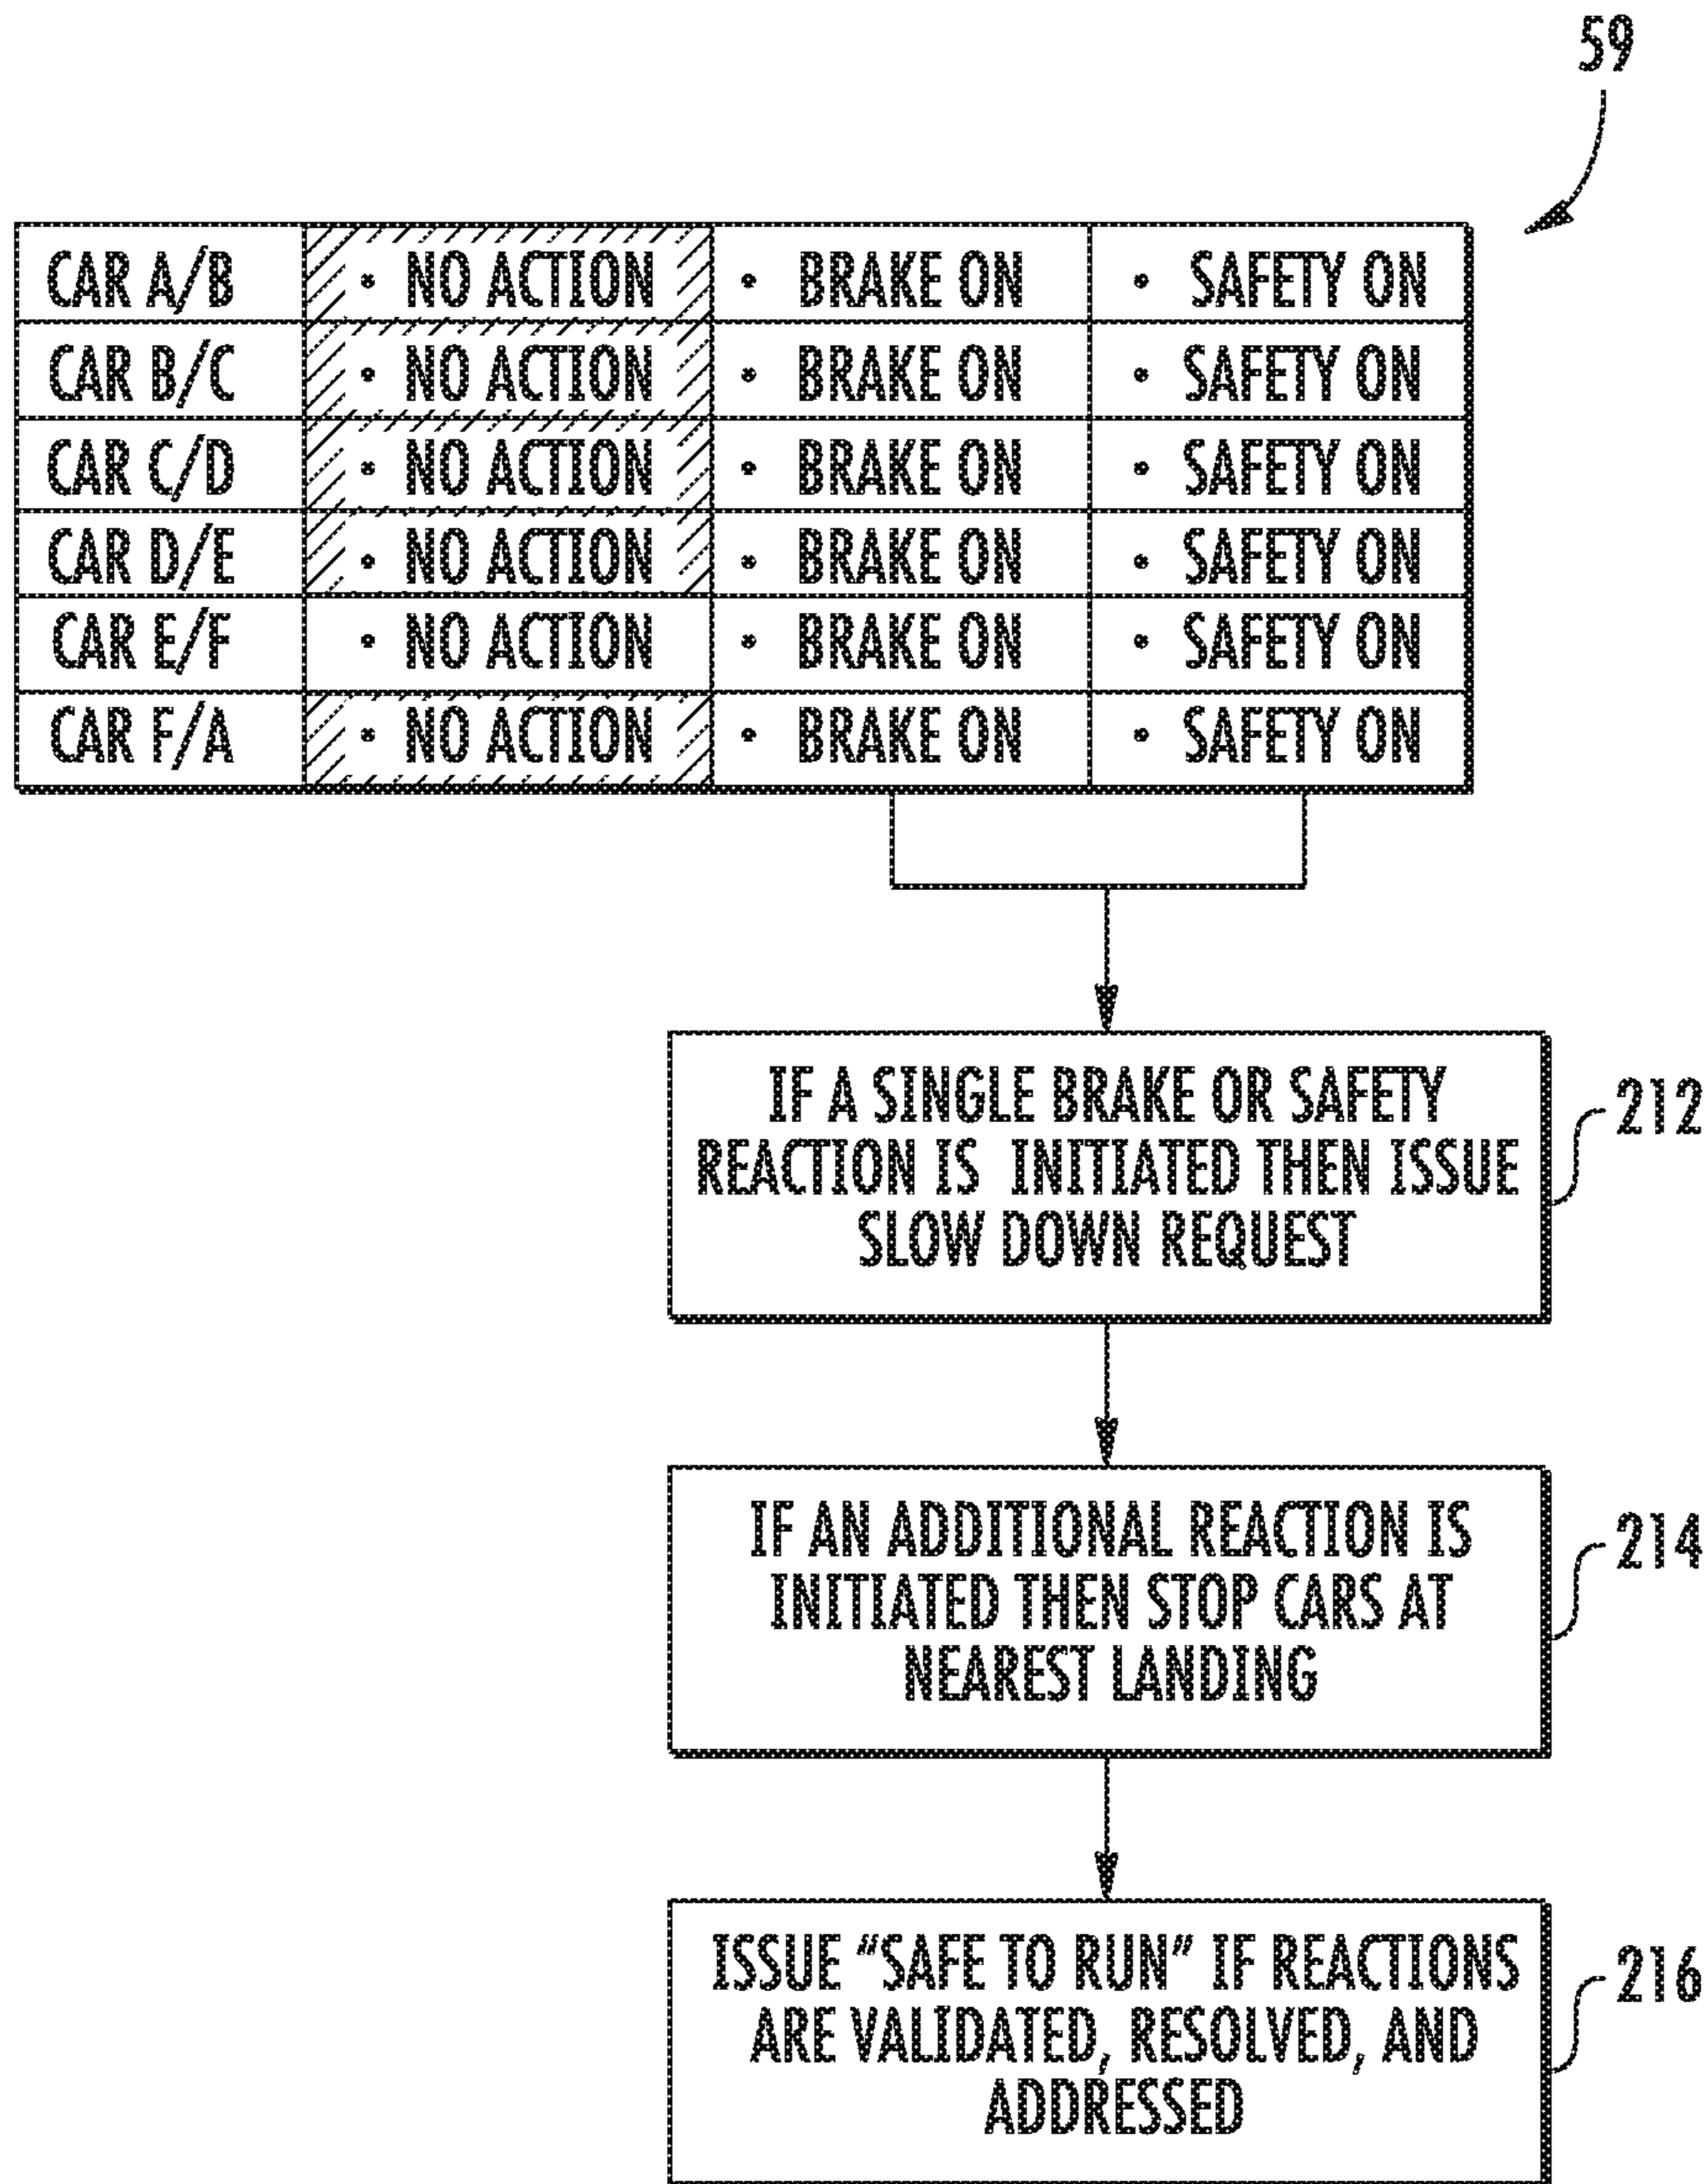 59
CAR A/B • NO ACTION • BRAKE ON • SAFETY ON
CAR B/C • NO ACTION • BRAKE ON • SAFETY ON
CAR C/D • NO ACTION • BRAKE ON • SAFETY ON
CAR D/E • NO ACTION • BRAKE ON • SAFETY ON
CAR E/F • NO ACTION • BRAKE ON • SAFETY ON
CAR F/A • NO ACTION • BRAKE ON • SAFETY ON
IF A SINGLE BRAKE OR SAFETY
REACTION IS INITIATED THEN ISSUE
SLOW DOWN REQUEST
212
IF AN ADDITIONAL REACTION IS
INITIATED THEN STOP CARS AT
NEAREST LANDING
214
ISSUE “SAFE TO RUN” IF REACTIONS
ARE VALIDATED, RESOLVED, AND
ADDRESSED
216